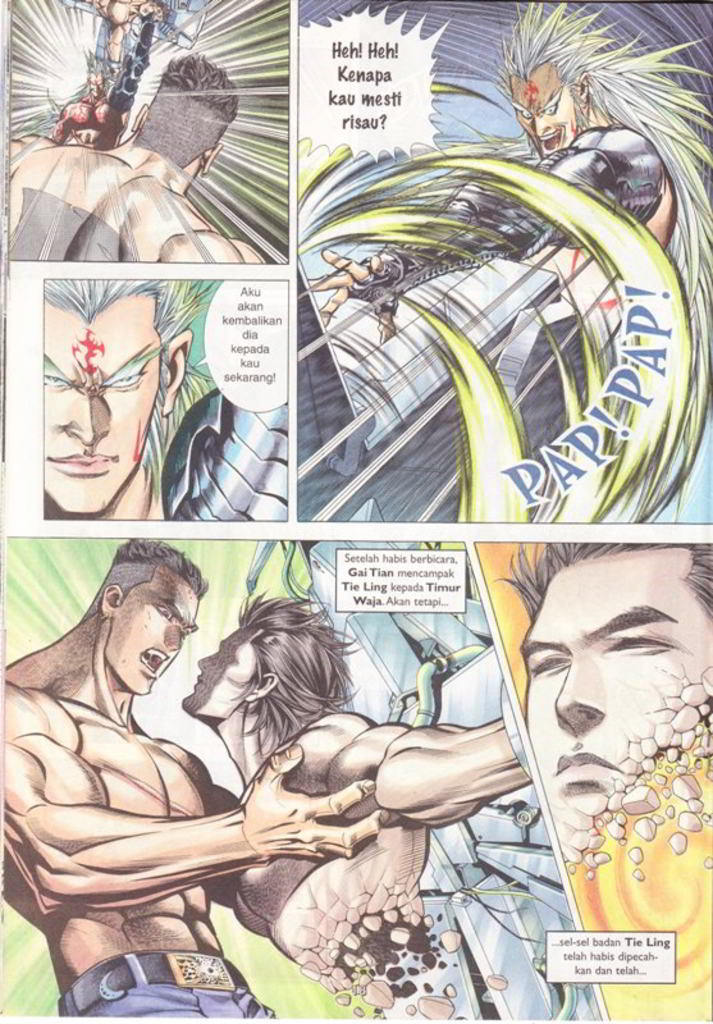 Heh! Heh!
Kenapa
kau mesti
risau?
PAP! PAP! PAP!
Aku
akan
kembalikan
dia
kepada
kau
sekarang!
Setelah habis berbicara,
Gai Tian mencampak
Tie Ling kepada Timur
Waja. Akan tetapi...
...sel-sel badan Tie Ling
telah habis dipecah-
kan dan telah...